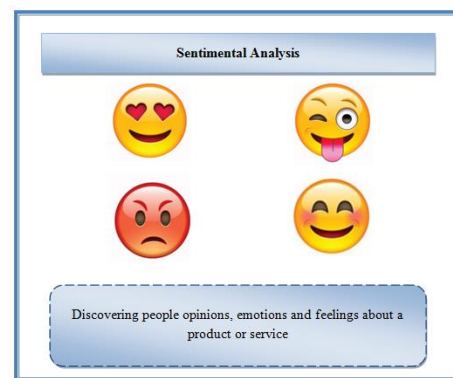 Sentimental Analysis
Discovering people opinions, emotions and feelings about a
product or service